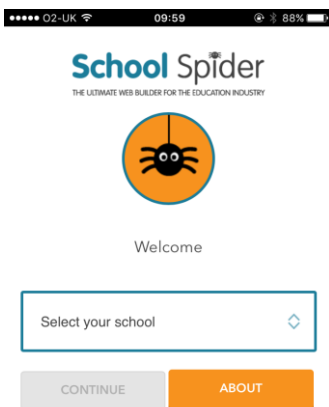 O2-UK 09:59 88%
School Spider
THE ULTIMATE WEB BUILDER FOR THE EDUCATION INDUSTRY
Welcome
Select your school
CONTINUE ABOUT